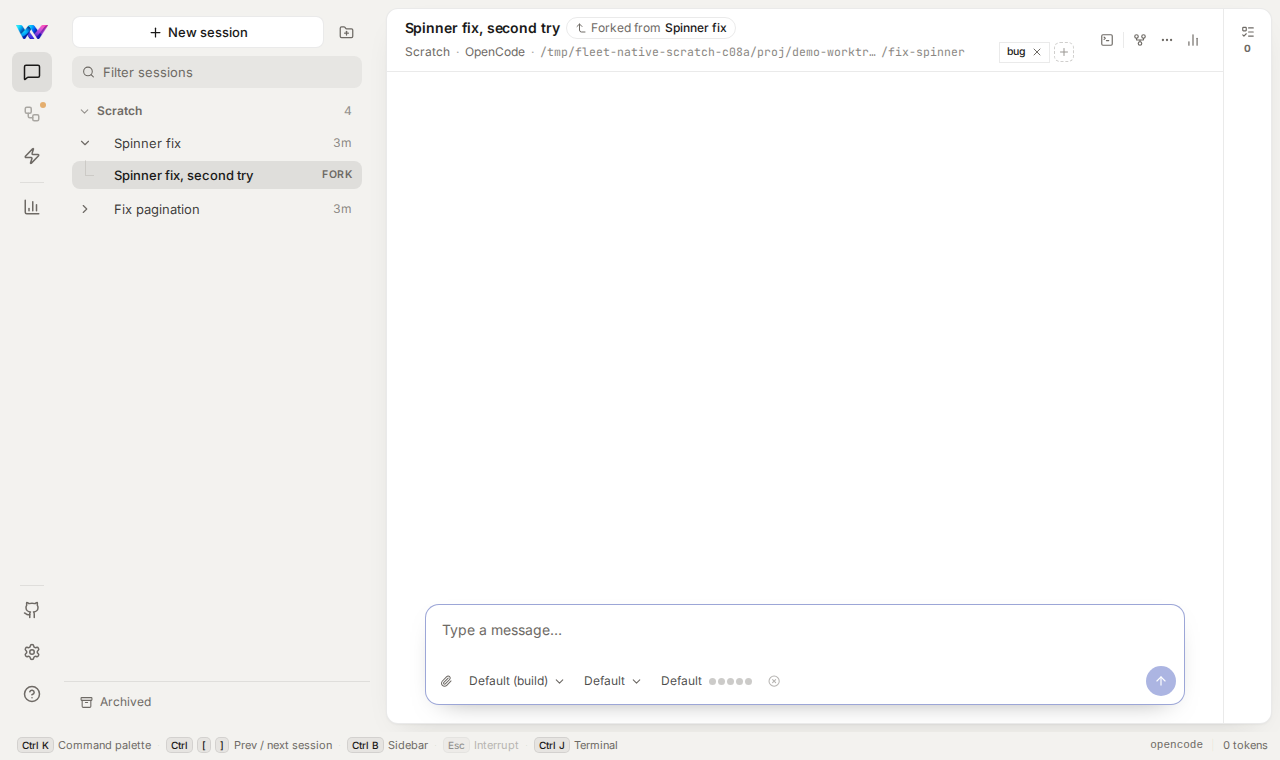 New session
Filter sessions
Scratch 4
Spinner fix 3m
Spinner fix, second try FORK
Fix pagination 3m
Archived
Spinner fix, second try Forked from Spinner fix
Scratch · OpenCode · /tmp/fleet-native-scratch-c08a/proj/demo-worktr… /fix-spinner bug
0
Type a message...
Default (build) Default Default
Ctrl K Command palette Ctrl [ ] Prev / next session Ctrl B Sidebar Esc Interrupt Ctrl J Terminal opencode 0 tokens